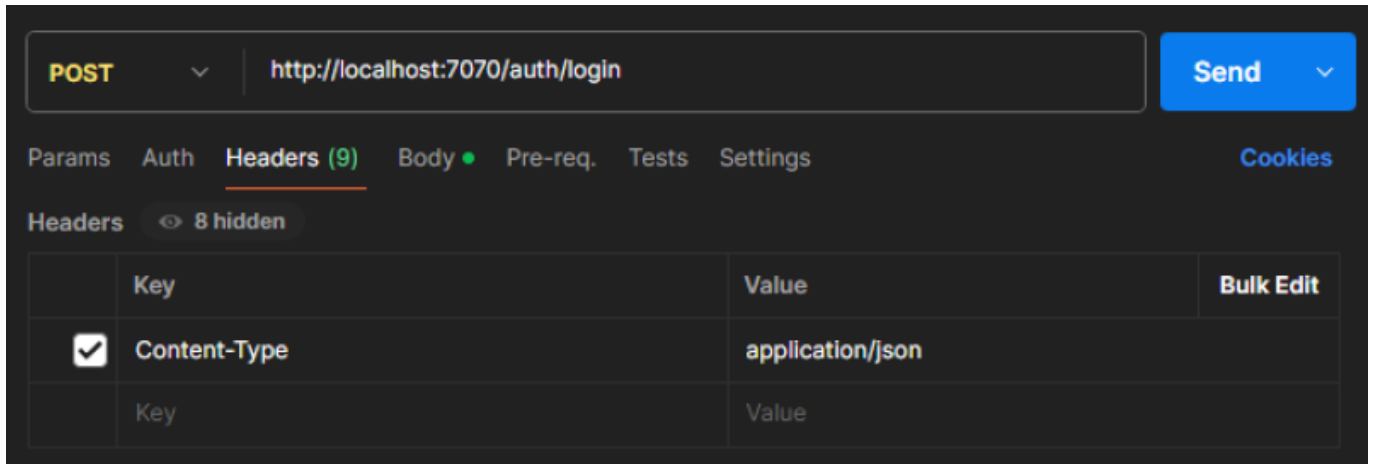 POST http://localhost:7070/auth/login Send
Params Auth Headers (9) Body Pre-req. Tests Settings Cookies
Headers 8 hidden
Key Value Bulk Edit
Content-Type application/json
Key Value